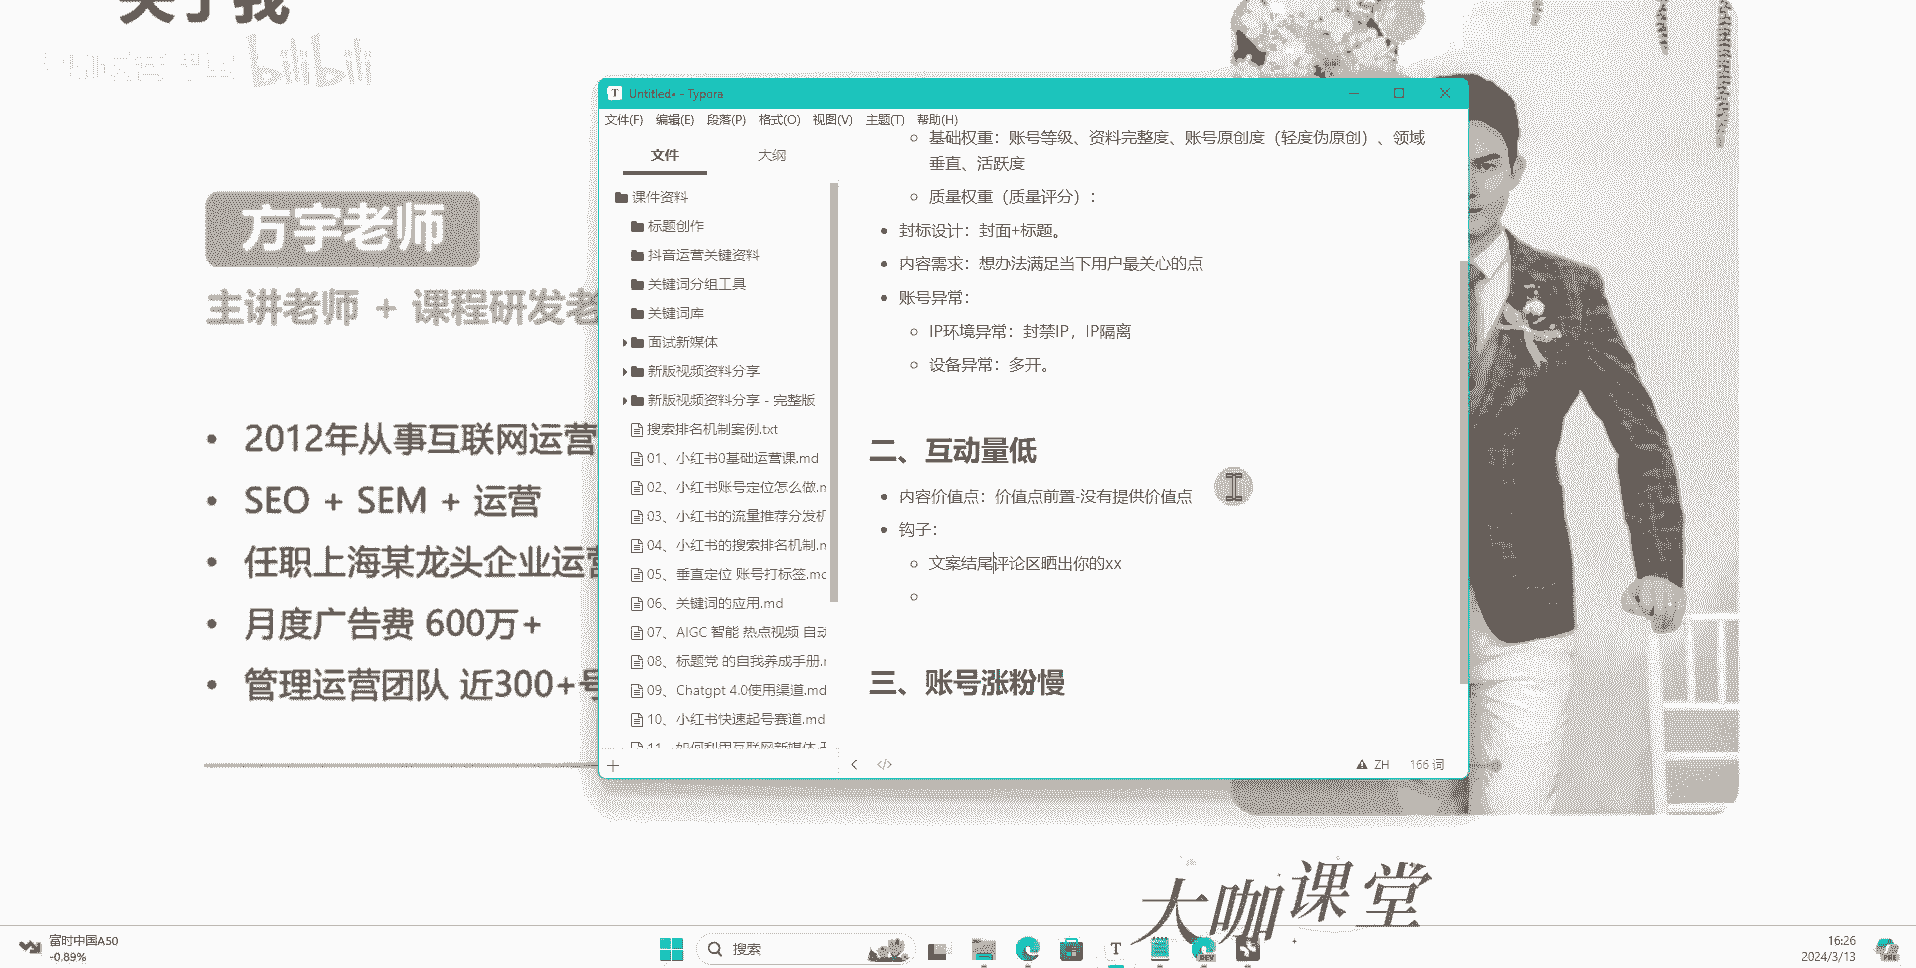 关于我
bilibili
方宇老师
主讲老师 + 课程研发老
• 2012年从事互联网运营
• SEO + SEM + 运营
• 任职上海某龙头企业运营
• 月度广告费 600万+
• 管理运营团队 近300+号
Untitled• - Typora
文件(F) 编辑(E) 段落(P) 格式(O) 视图(V) 主题(T) 帮助(H)
文件 大纲
课件资料
标题创作
抖音运营关键资料
关键词分组工具
关键词库
面试新媒体
新版视频资料分享
新版视频资料分享 - 完整版
搜索排名机制案例.txt
01、小红书0基础运营课.md
02、小红书账号定位怎么做.m
03、小红书的流量推荐分发机
04、小红书的搜索排名机制.m
05、垂直定位 账号打标签.md
06、关键词的应用.md
07、AIGC 智能 热点视频 自动
08、标题党 的自我养成手册.m
09、Chatgpt 4.0使用渠道.md
10、小红书快速起号赛道.md
11、如何利用互联网新媒体
基础权重：账号等级、资料完整度、账号原创度（轻度伪原创）、领域
垂直、活跃度
质量权重（质量评分）：
• 封标设计：封面+标题。
• 内容需求：想办法满足当下用户最关心的点
• 账号异常：
IP环境异常：封禁IP，IP隔离
设备异常：多开。
二、互动量低
• 内容价值点：价值点前置-没有提供价值点
• 钩子：
文案结尾评论区晒出你的xx
三、账号涨粉慢
ZH 166 词
大咖课堂
富时中国A50
-0.89%
搜索
T
DEV
16:26
2024/3/13
PRE